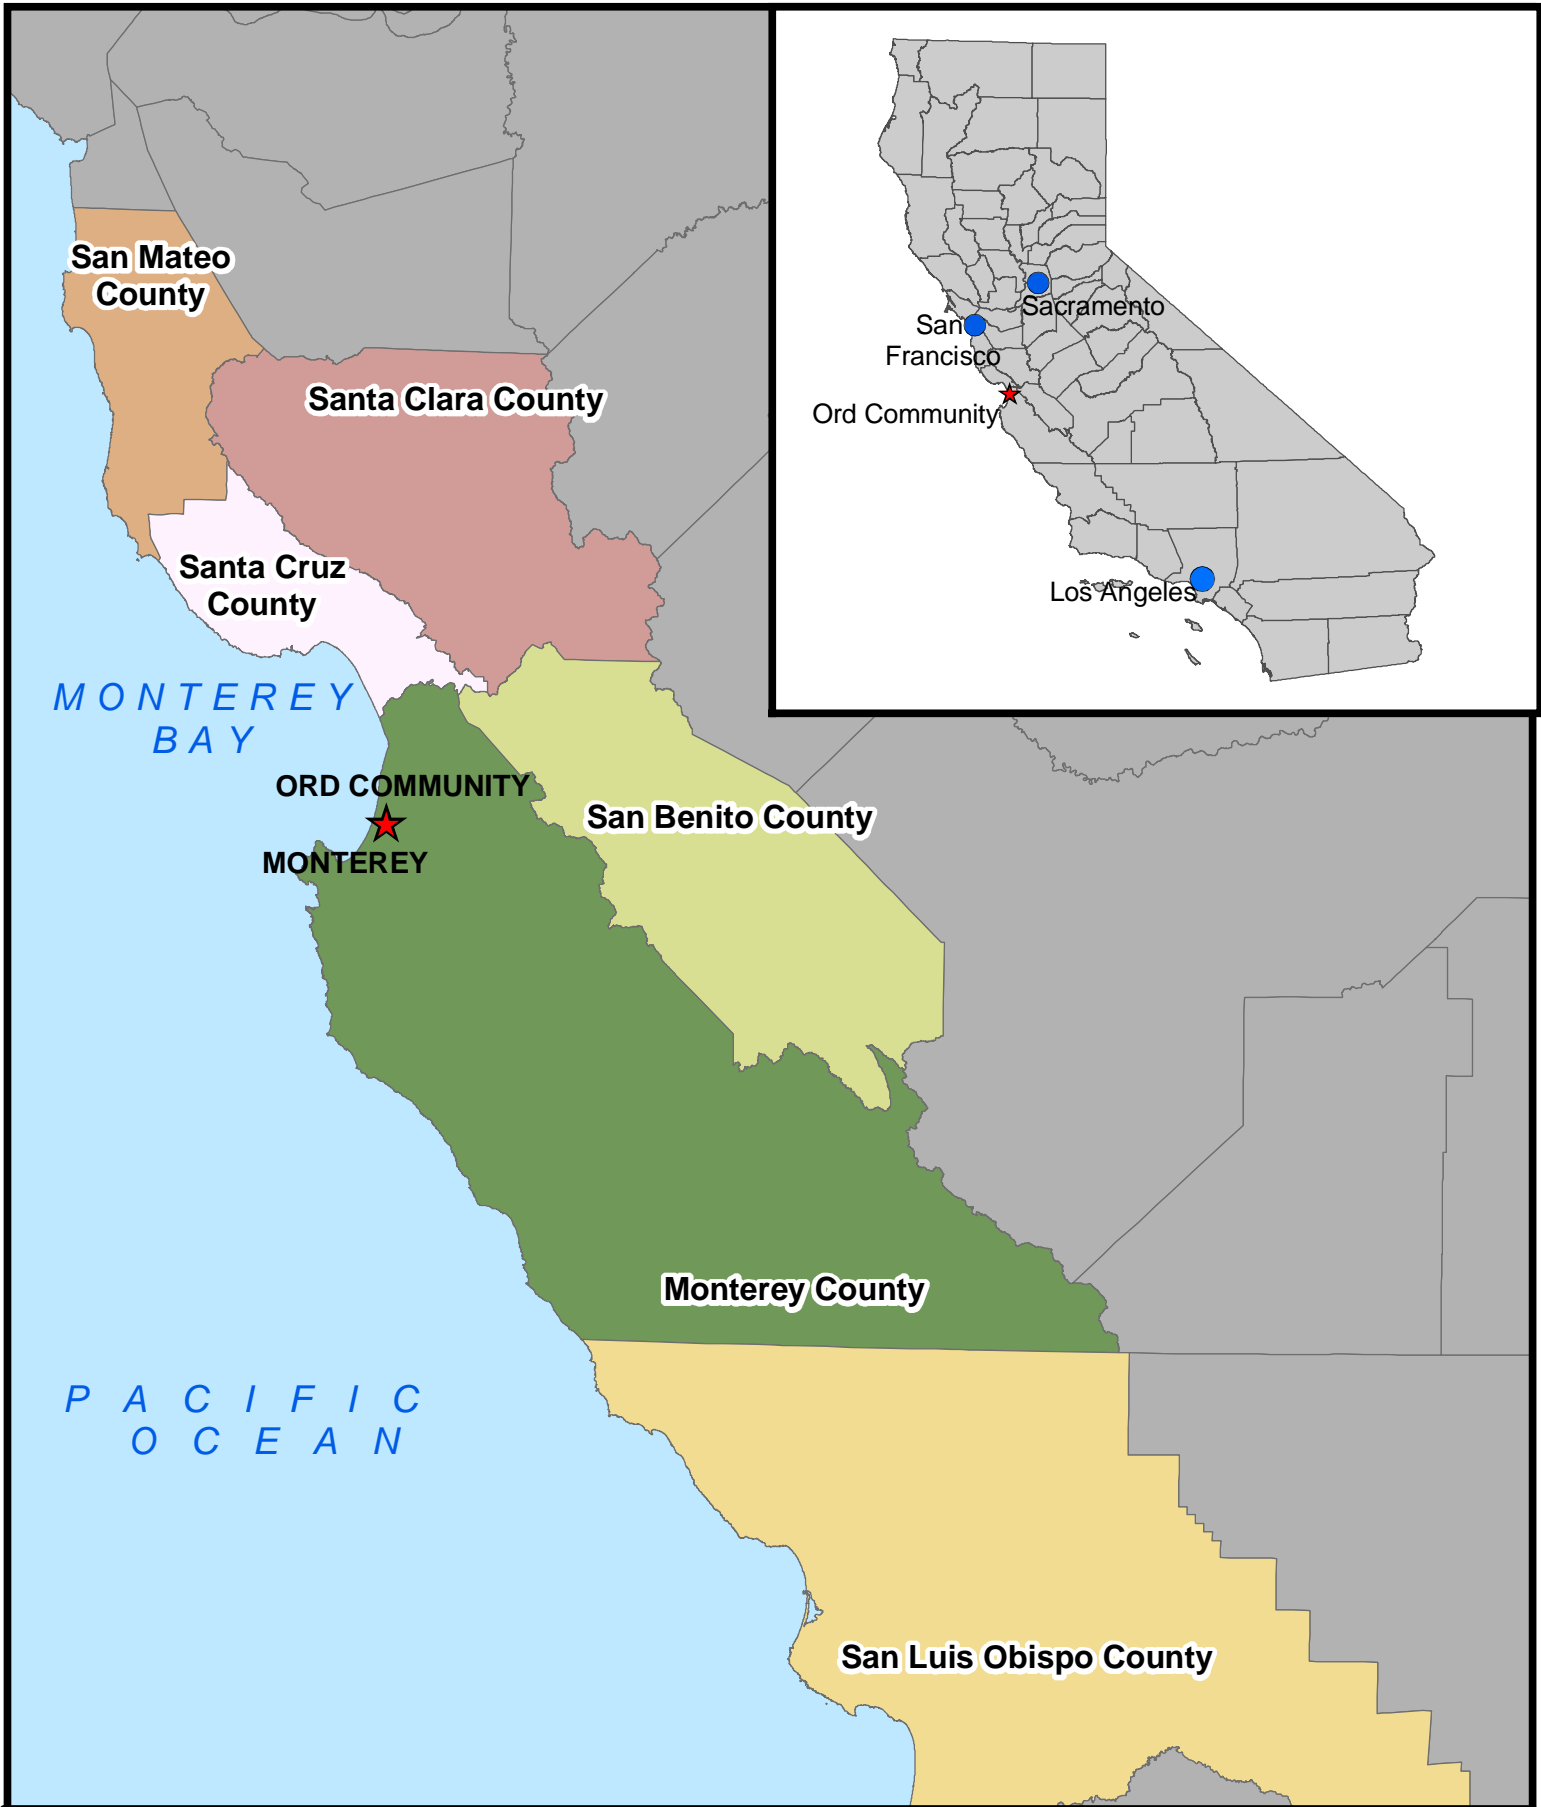 San Mateo
County
Santa Clara County
Santa Cruz
County
MONTEREY
BAY
ORD COMMUNITY
MONTEREY
San Benito County
Monterey County
PACIFIC
OCEAN
San Luis Obispo County
Sacramento
San
Francisco
Ord Community
Los Angeles